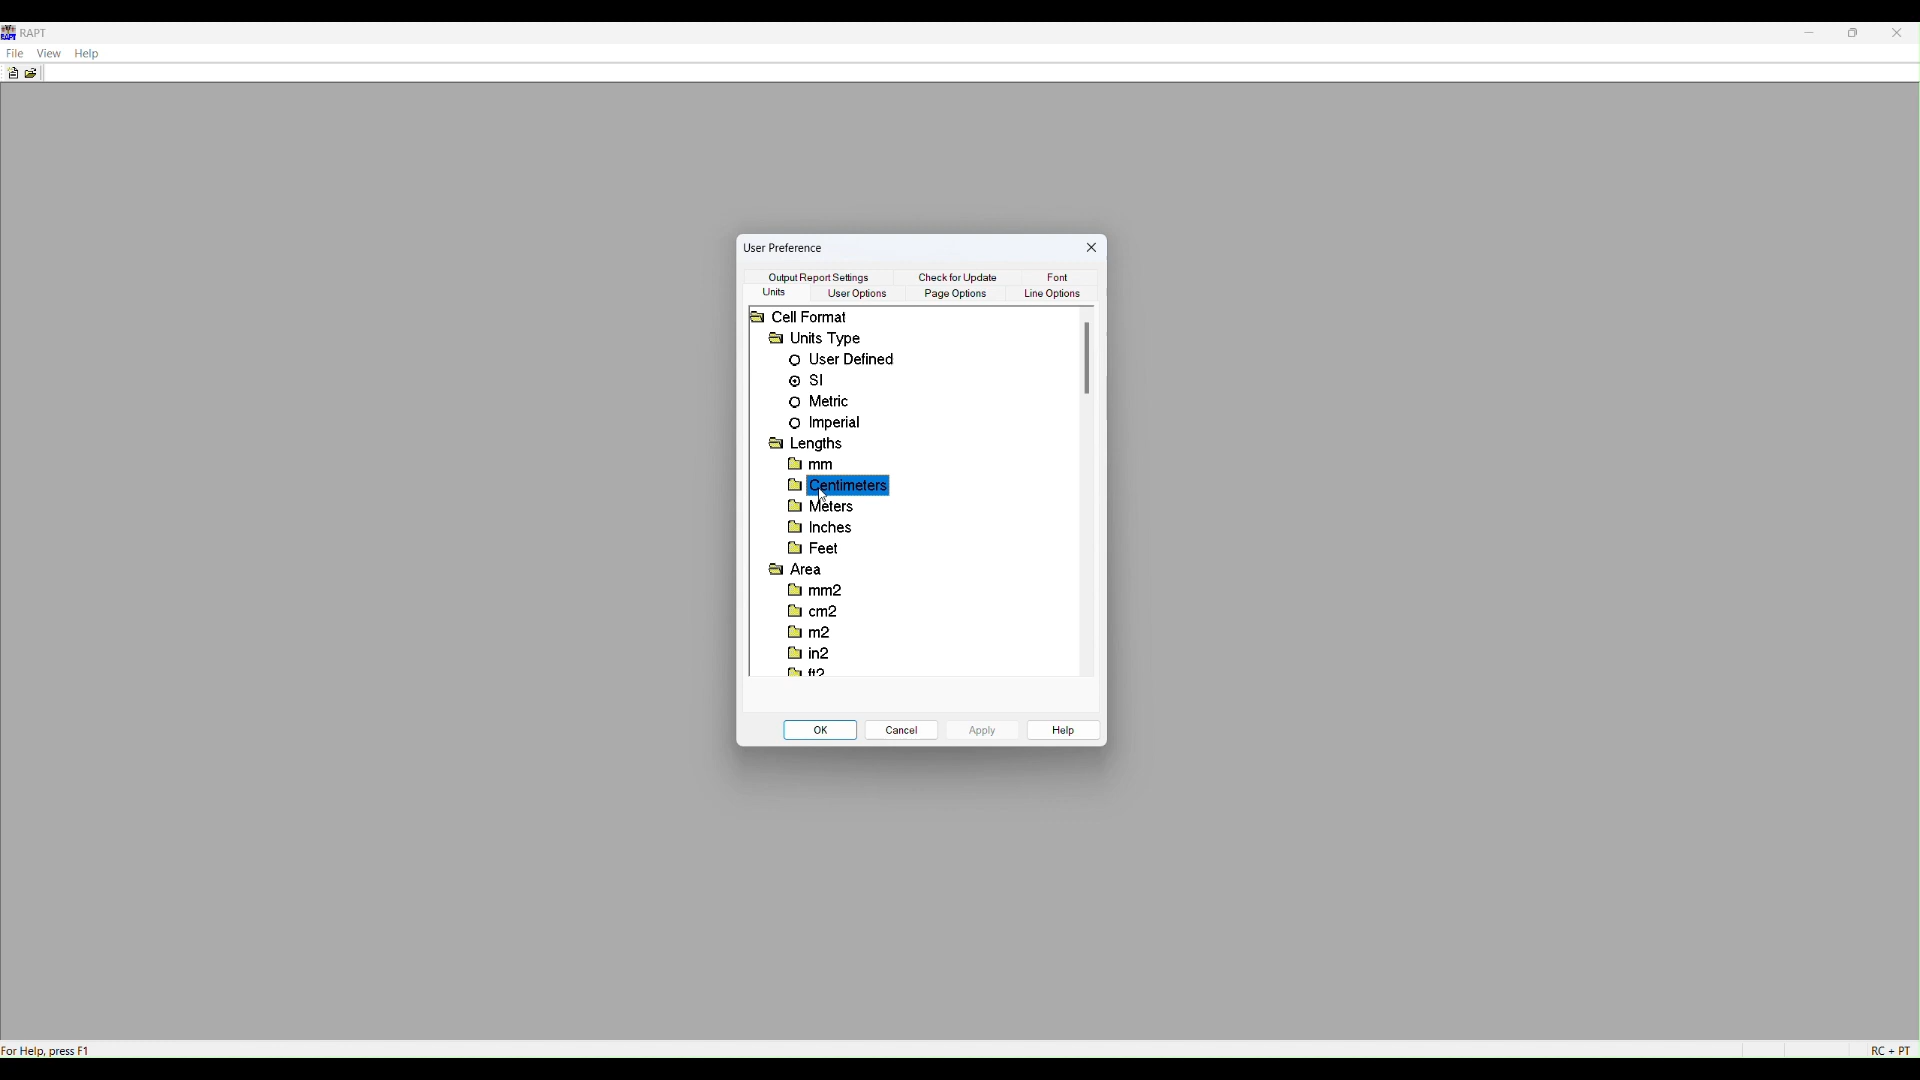 RAPT
File View Help
User Preference
Output Report Settings Check for Update Font
Units User Options Page Options Line Options
Cell Format
Units Type
User Defined
SI
Metric
Imperial
Lengths
mm
Centimeters
Meters
Inches
Feet
Area
mm2
cm2
m2
in2
ft2
OK Cancel Apply Help
For Help, press F1 RC + PT